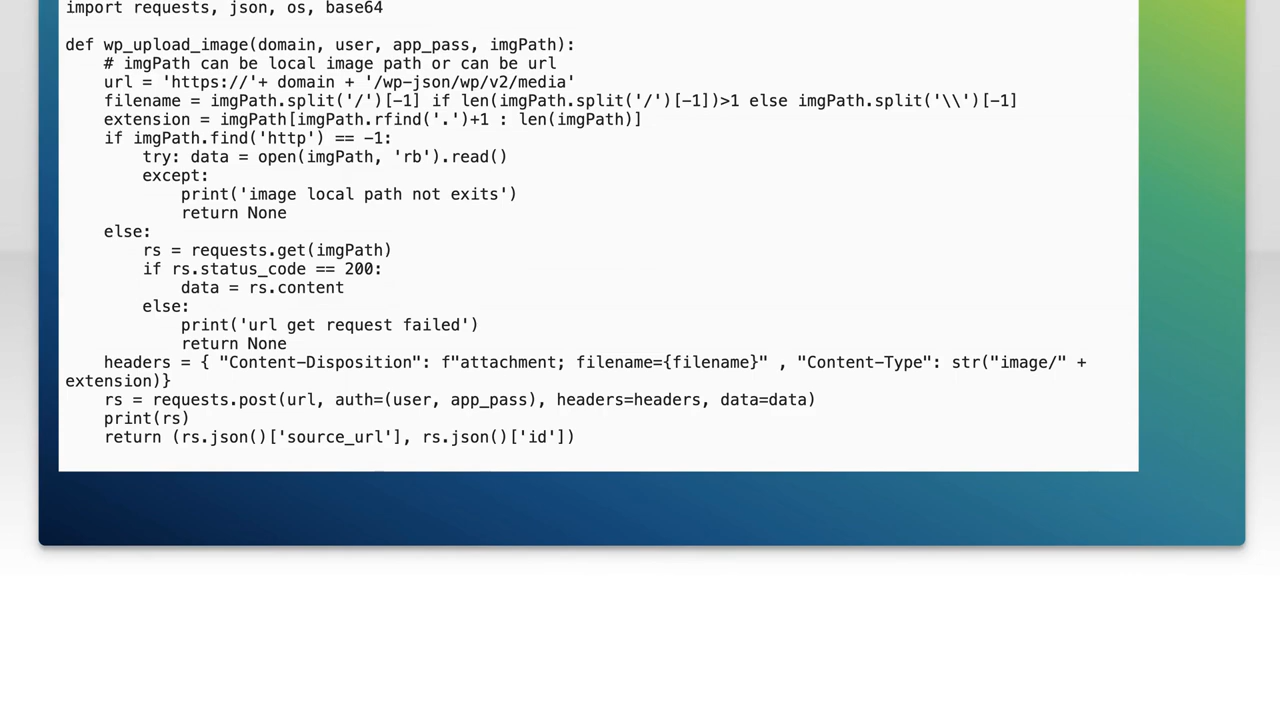 import requests, json, os, base64
def wp_upload_image(domain, user, app_pass, imgPath):
    # imgPath can be local image path or can be url
    url = 'https://'+ domain + '/wp-json/wp/v2/media'
    filename = imgPath.split('/')[-1] if len(imgPath.split('/')[-1])>1 else imgPath.split('\\')[-1]
    extension = imgPath[imgPath.rfind('.')+1 : len(imgPath)]
    if imgPath.find('http') == -1:
        try: data = open(imgPath, 'rb').read()
        except:
            print('image local path not exits')
            return None
    else:
        rs = requests.get(imgPath)
        if rs.status_code == 200:
            data = rs.content
        else:
            print('url get request failed')
            return None
    headers = { "Content-Disposition": f"attachment; filename={filename}" , "Content-Type": str("image/" +
extension)}
    rs = requests.post(url, auth=(user, app_pass), headers=headers, data=data)
    print(rs)
    return (rs.json()['source_url'], rs.json()['id'])